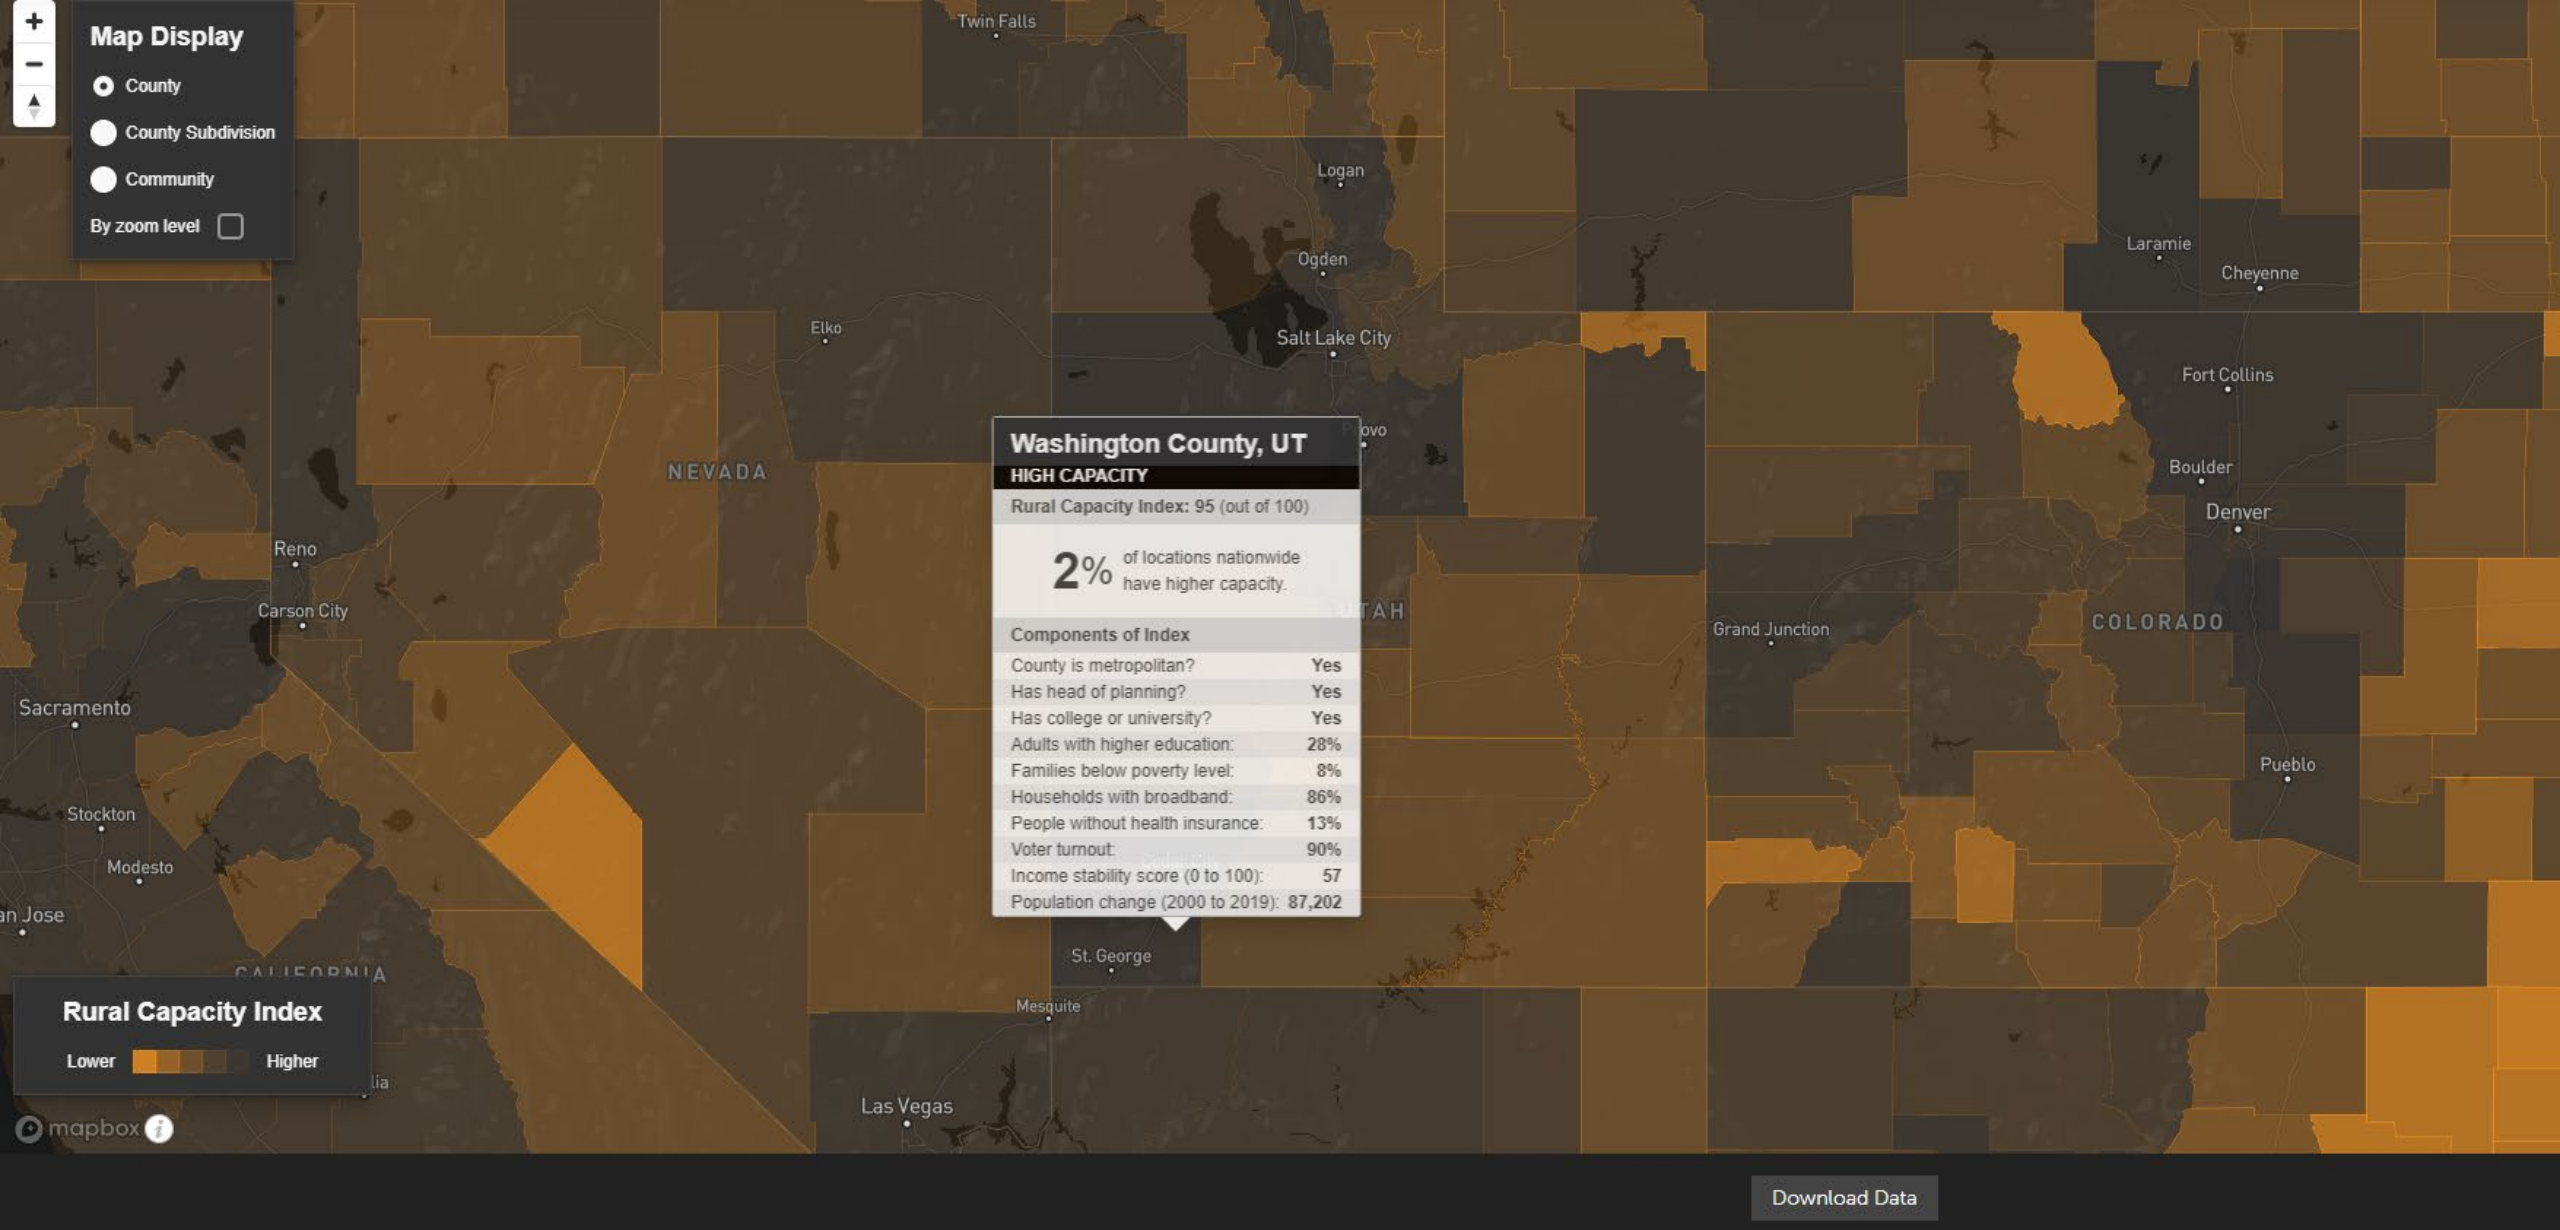 Map Display
County
County Subdivision
Community
By zoom level
Twin Falls
Logan
Ogden
Salt Lake City
Elko
Laramie
Cheyenne
Fort Collins
Boulder
Denver
NEVADA
Reno
Carson City
Sacramento
Stockton
Modesto
an Jose
CALIFORNIA
Provo
UTAH
Grand Junction
COLORADO
Pueblo
Washington County, UT
HIGH CAPACITY
Rural Capacity Index: 95 (out of 100)
2% of locations nationwide
have higher capacity.
Components of Index
County is metropolitan? Yes
Has head of planning? Yes
Has college or university? Yes
Adults with higher education: 28%
Families below poverty level: 8%
Households with broadband: 86%
People without health insurance: 13%
Voter turnout: 90%
Income stability score (0 to 100): 57
Population change (2000 to 2019): 87,202
St. George
Mesquite
Las Vegas
Rural Capacity Index
Lower Higher
lia
mapbox
Download Data